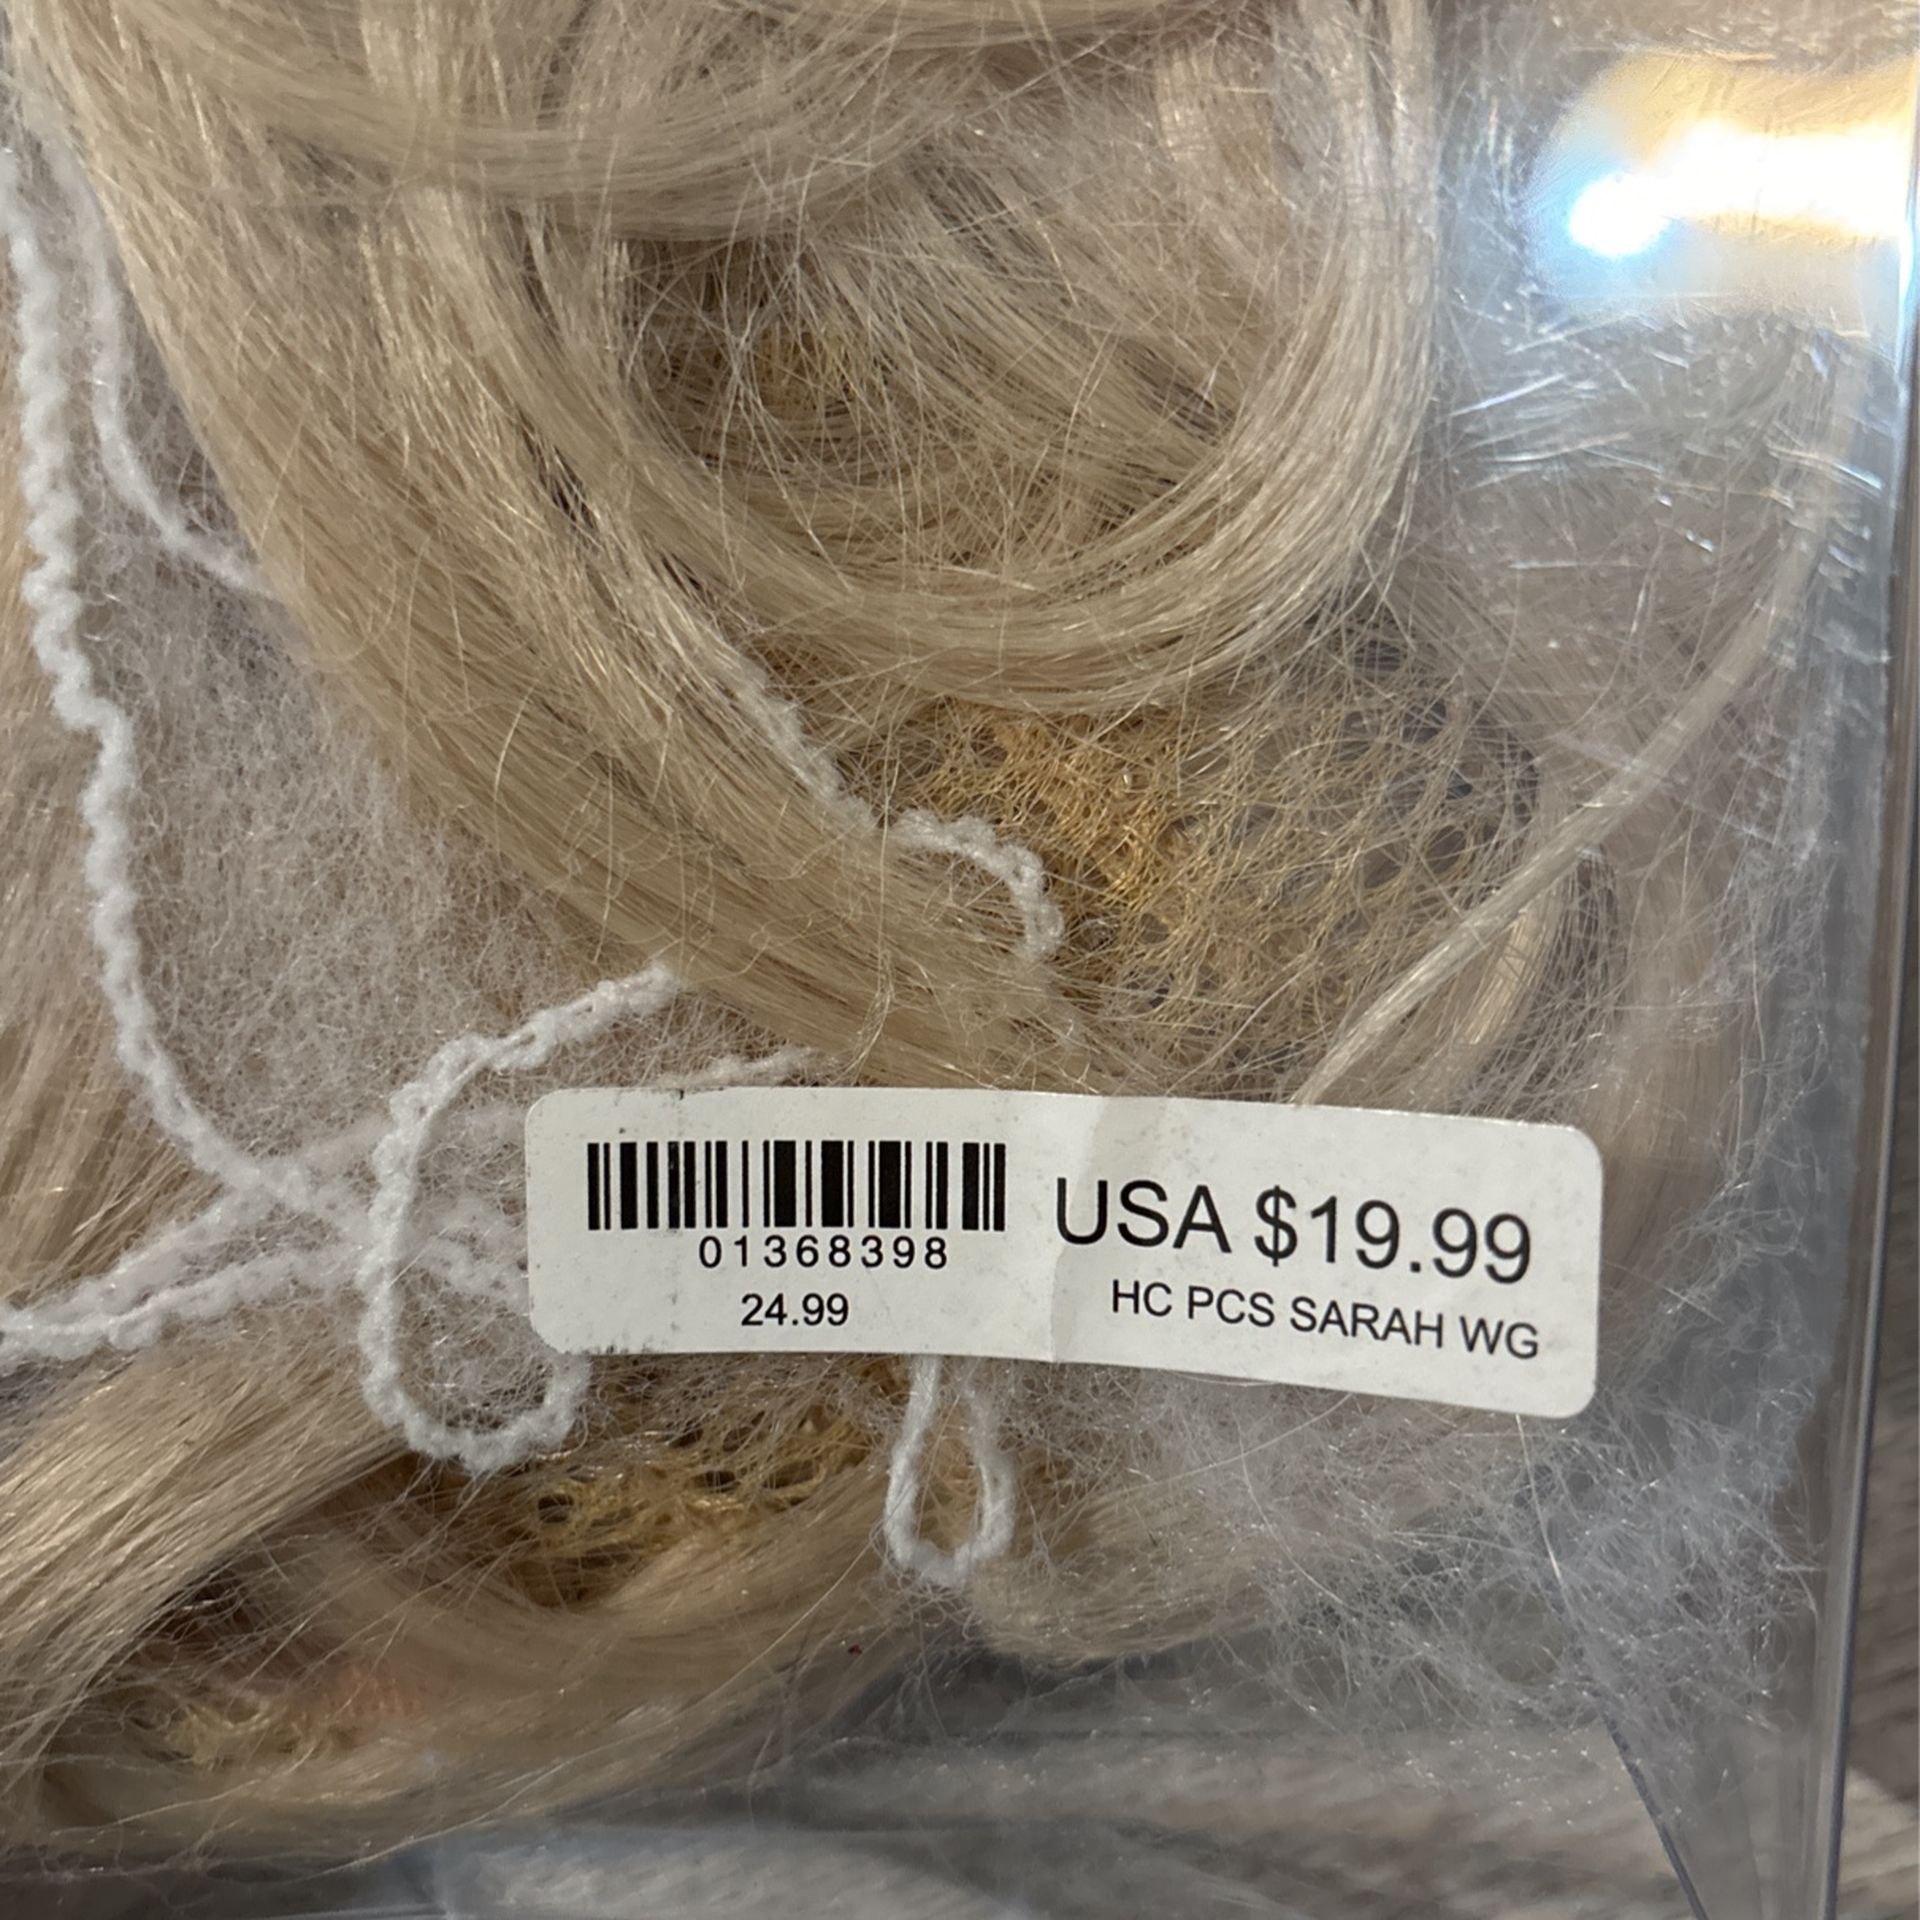 01368398
24.99
USA $19.99
HC PCS SARAH WG